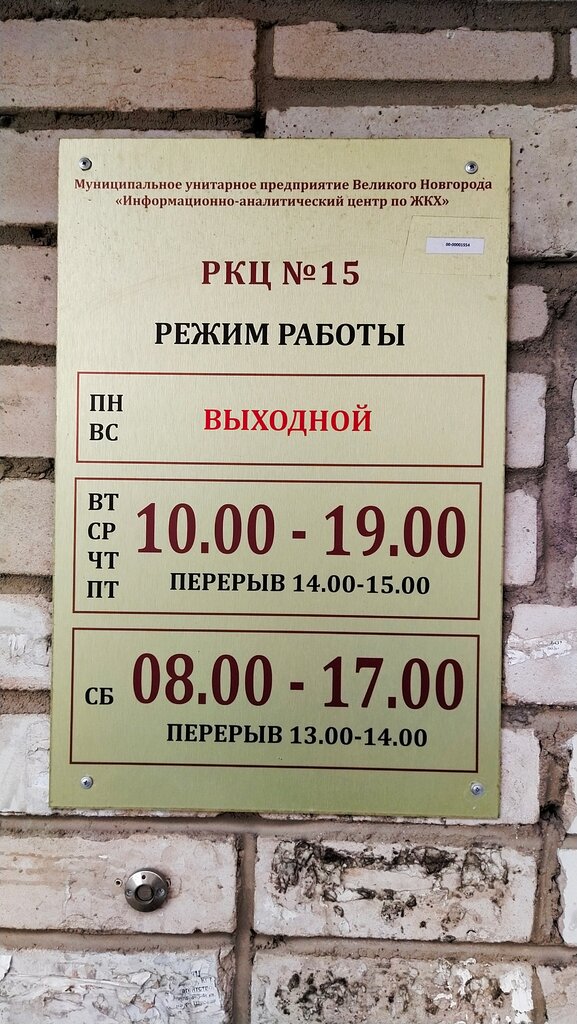 Муниципальное унитарное предприятие Великого Новгорода
«Информационно-аналитический центр по ЖКХ»
00-00001554
РКЦ №15
РЕЖИМ РАБОТЫ
ПН
ВС
ВЫХОДНОЙ
ВТ
СР
ЧТ
ПТ
10.00 - 19.00
ПЕРЕРЫВ 14.00-15.00
СБ
08.00 - 17.00
ПЕРЕРЫВ 13.00-14.00